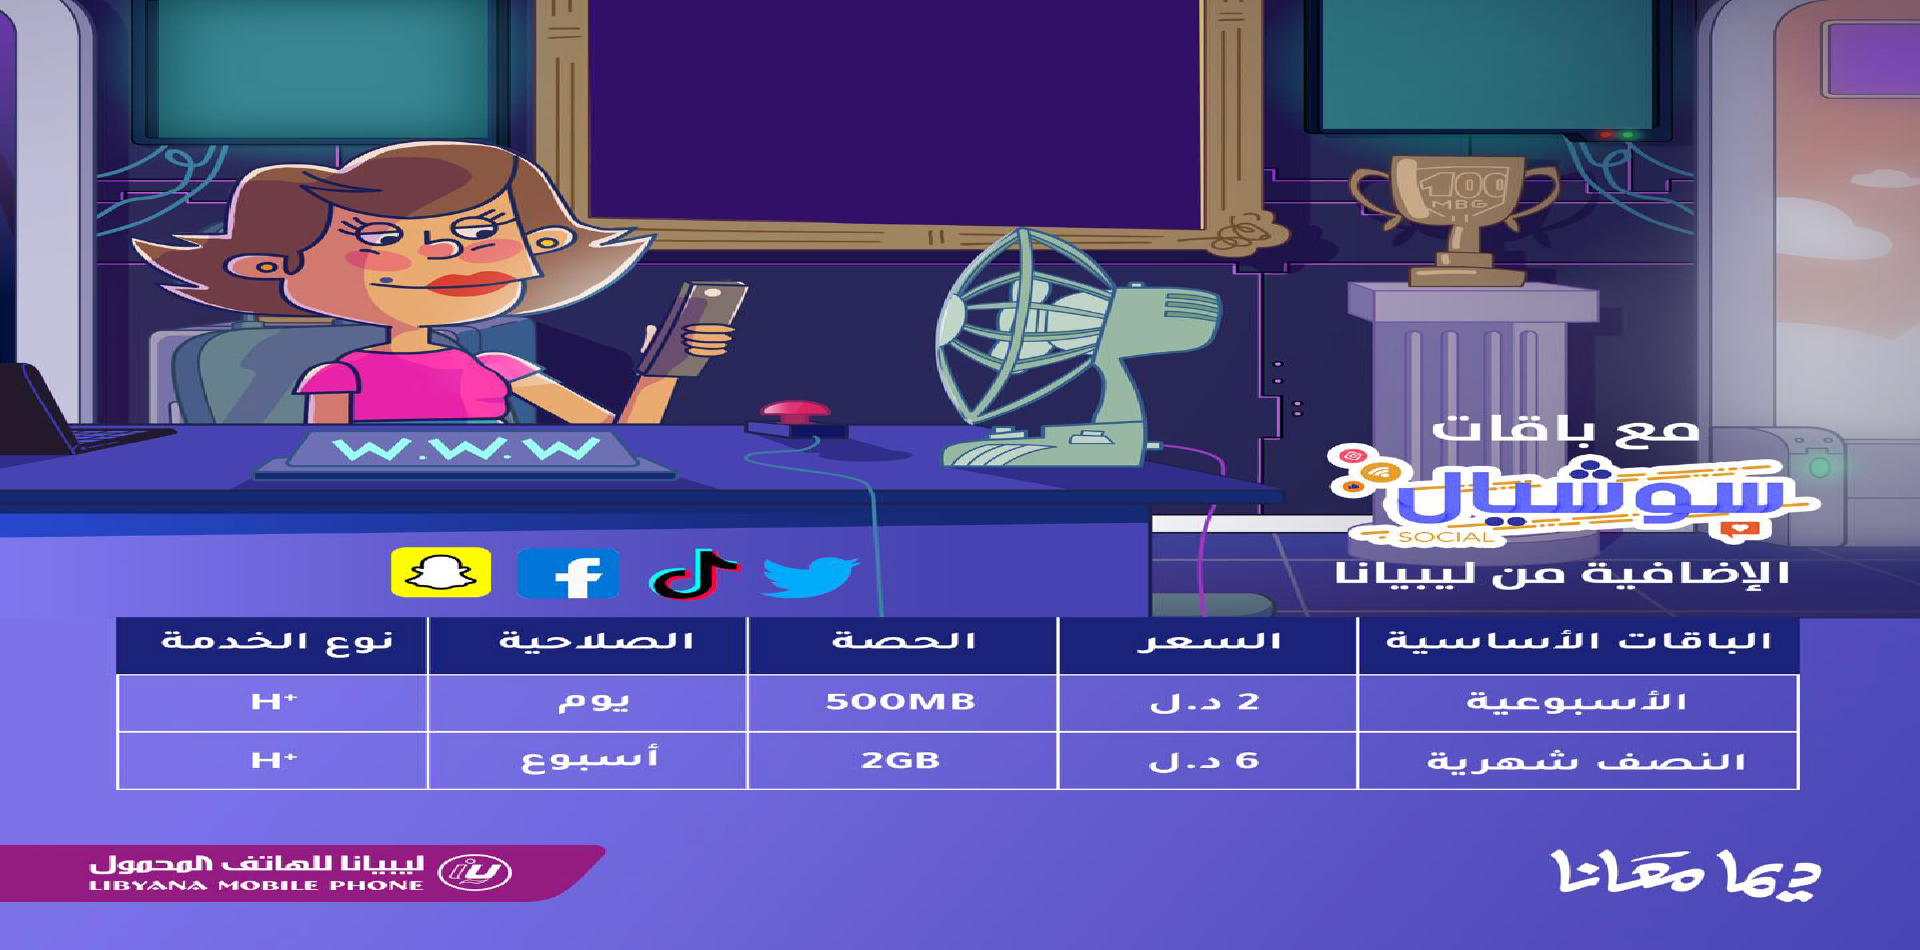 100
MBG
W.W.W
مع باقات
سوشيال
SOCIAL
الإضافية من ليبيانا
الباقات الأساسية السعر الحصة الصلاحية نوع الخدمة
الأسبوعية 2 د.ل 500MB يوم H+
النصف شهرية 6 د.ل 2GB أسبوع H+
ديما معانا
ليبيانا للهاتف المحمول
LIBYANA MOBILE PHONE